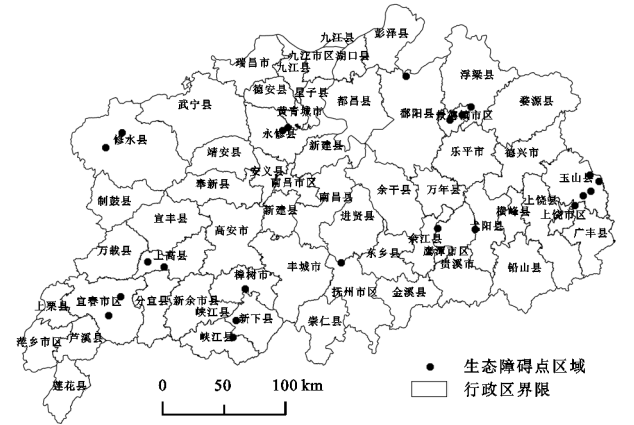 九江县
彭泽县
瑞昌市
九江市区
湖口县
九江县
浮梁县
德安县
星子县
武宁县
都昌县
婺源县
黄青城市
鄱阳县
修水县
永修县
新建县
靖安县
乐平市
德兴市
安义县
玉山县
奉新县
南昌市区
南昌县
余干县
万年县
制鼓县
上饶县
宜丰县
新建县
进贤县
横峰县
上饶市区
高安市
弋阳县
广丰县
余江县
万载县
上高县
东乡县
鹰潭市区
贵溪市
丰城市
铅山县
樟树市
上栗县
宜春市区
分宜县
新余市县
抚州市区
金溪县
峡江县
新下县
崇仁县
萍乡市区
芦溪县
峡江县
莲花县
0 50 100 km
生态障碍点区域
行政区界限